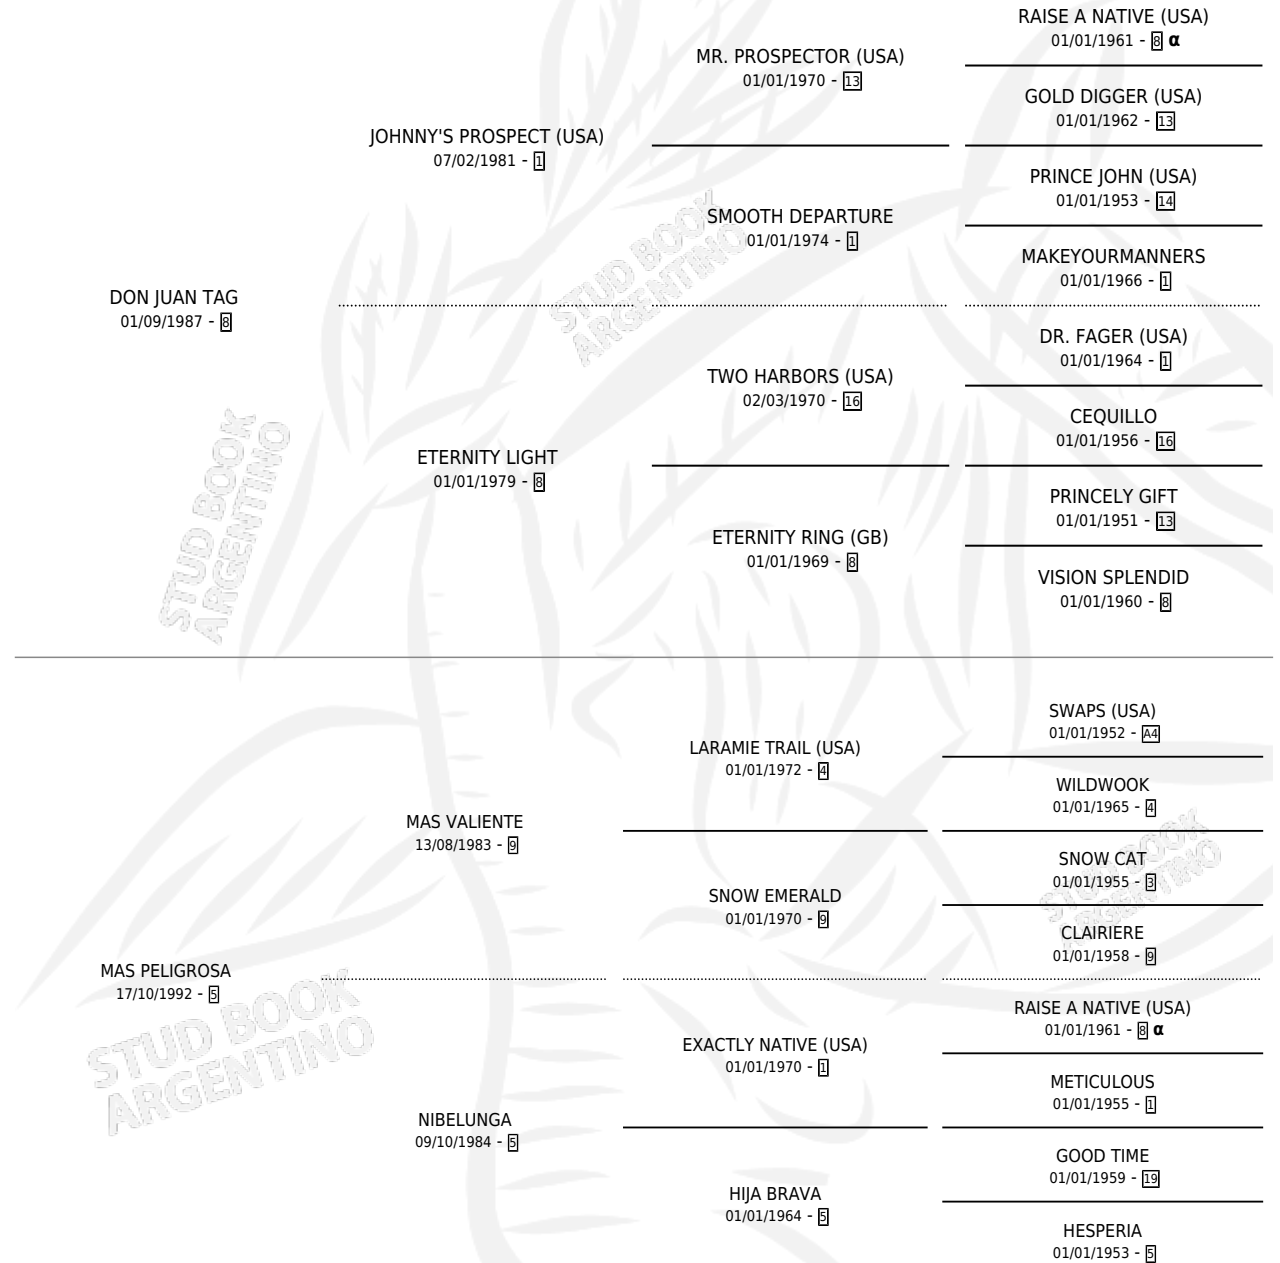 RAISE A NATIVE (USA)
01/01/1961 - 8 α
MR. PROSPECTOR (USA)
01/01/1970 - 13
GOLD DIGGER (USA)
01/01/1962 - 13
JOHNNY'S PROSPECT (USA)
07/02/1981 - 1
PRINCE JOHN (USA)
01/01/1953 - 14
SMOOTH DEPARTURE
01/01/1974 - 1
MAKEYOURMANNERS
01/01/1966 - 1
DON JUAN TAG
01/09/1987 - 8
DR. FAGER (USA)
01/01/1964 - 1
TWO HARBORS (USA)
02/03/1970 - 16
CEQUILLO
01/01/1956 - 16
ETERNITY LIGHT
01/01/1979 - 8
PRINCELY GIFT
01/01/1951 - 13
ETERNITY RING (GB)
01/01/1969 - 8
VISION SPLENDID
01/01/1960 - 8
SWAPS (USA)
01/01/1952 - A4
LARAMIE TRAIL (USA)
01/01/1972 - 4
WILDWOOK
01/01/1965 - 4
MAS VALIENTE
13/08/1983 - 9
SNOW CAT
01/01/1955 - 3
SNOW EMERALD
01/01/1970 - 9
CLAIRIERE
01/01/1958 - 9
MAS PELIGROSA
17/10/1992 - 5
RAISE A NATIVE (USA)
01/01/1961 - 8 α
EXACTLY NATIVE (USA)
01/01/1970 - 1
METICULOUS
01/01/1955 - 1
NIBELUNGA
09/10/1984 - 5
GOOD TIME
01/01/1959 - 19
HIJA BRAVA
01/01/1964 - 5
HESPERIA
01/01/1953 - 5
STUD BOOK
ARGENTINO
STUD BOOK
ARGENTINO
STUD BOOK
ARGENTINO
STUD BOOK
ARGENTINO